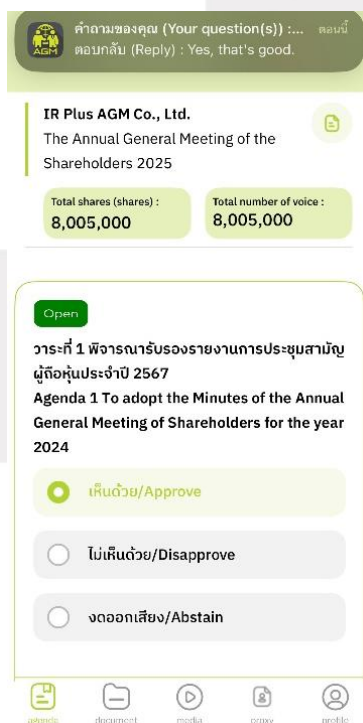 คำถามของคุณ (Your question(s)) :... ตอนนี้
ตอบกลับ (Reply) : Yes, that's good.
AGM
IR Plus AGM Co., Ltd.
The Annual General Meeting of the
Shareholders 2025
Total shares (shares) :
8,005,000
Total number of voice :
8,005,000
Open
วาระที่ 1 พิจารณารับรองรายงานการประชุมสามัญ
ผู้ถือหุ้นประจำปี 2567
Agenda 1 To adopt the Minutes of the Annual
General Meeting of Shareholders for the year
2024
เห็นด้วย/Approve
ไม่เห็นด้วย/Disapprove
งดออกเสียง/Abstain
agenda document media proxy profile